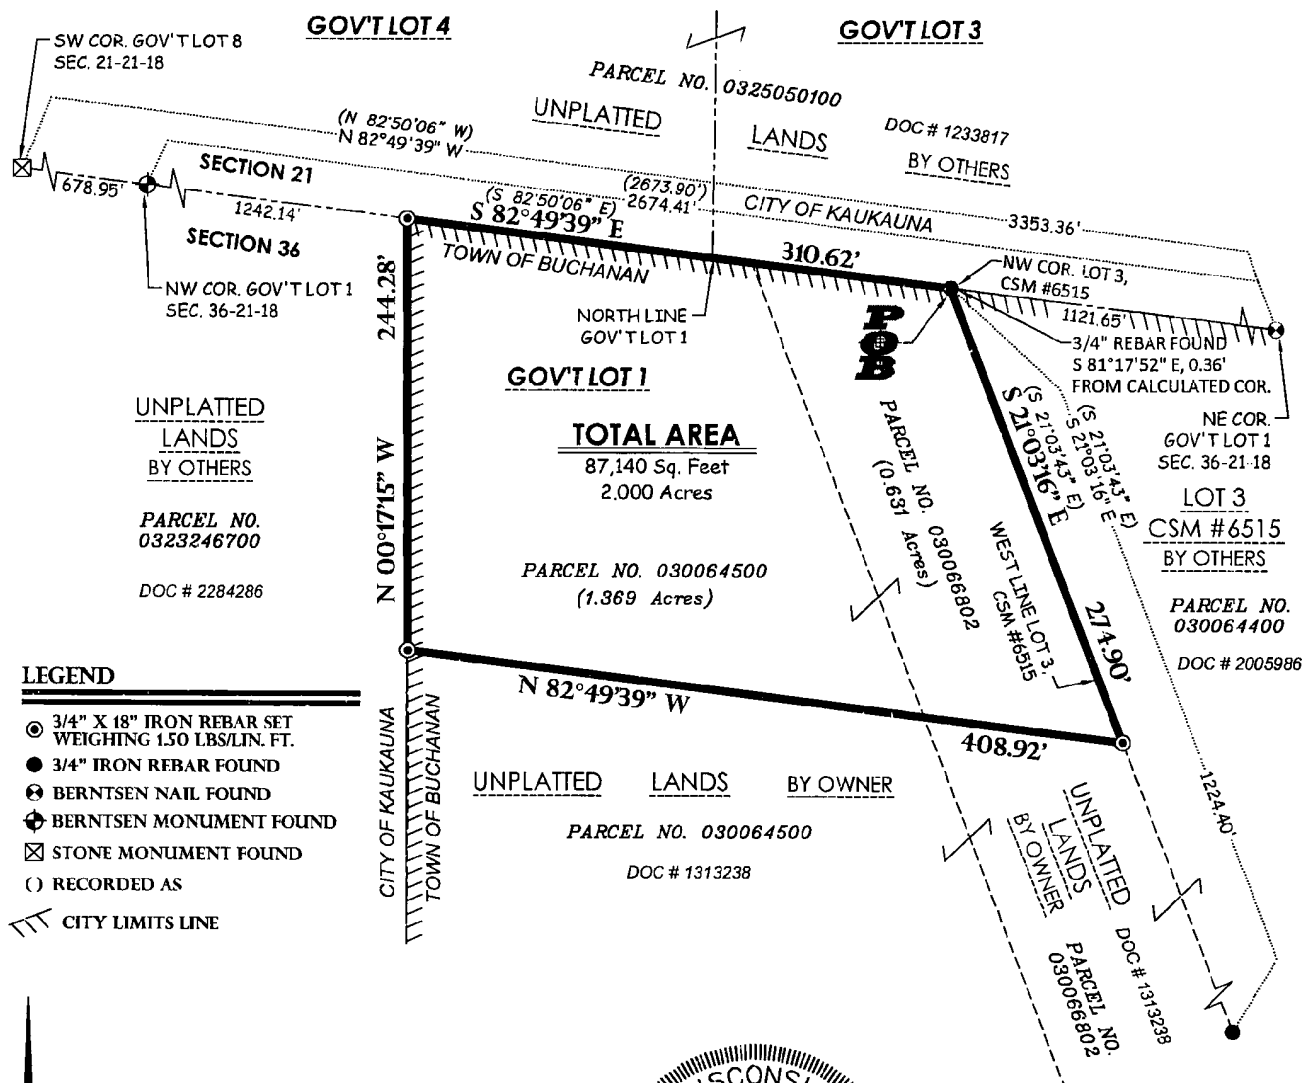 GOV'T LOT 4
GOV'T LOT 3
SW COR. GOV'T LOT 8
SEC. 21-21-18
PARCEL NO. 0325050100
UNPLATTED
LANDS
BY OTHERS
DOC # 1233817
(N 82°50'06" W)
N 82°49'39" W
SECTION 21
678.95'
1242.14'
SECTION 36
(2673.90')
2674.41'
(S 82°50'06" E)
S 82°49'39" E
CITY OF KAUKAUNA
3353.36'
TOWN OF BUCHANAN
310.62'
NW COR. LOT 3,
CSM #6515
1121.65'
NW COR. GOV'T LOT 1
SEC. 36-21-18
NORTH LINE
GOV'T LOT 1
POB
3/4" REBAR FOUND
S 81°17'52" E, 0.36'
FROM CALCULATED COR.
244.28'
N 00°17'15" W
GOV'T LOT 1
NE COR.
GOV'T LOT 1
SEC. 36-21-18
UNPLATTED
LANDS
BY OTHERS
PARCEL NO.
0323246700
DOC # 2284286
TOTAL AREA
87,140 Sq. Feet
2.000 Acres
PARCEL NO. 030064500
(1.369 Acres)
PARCEL NO. 030066802
(0.631 Acres)
(S 21°03'43" E)
S 21°03'16" E
(S 21°03'43" E)
S 21°03'16" E
274.90'
WEST LINE LOT 3,
CSM #6515
LOT 3
CSM #6515
BY OTHERS
PARCEL NO.
030064400
DOC # 2005986
N 82°49'39" W
408.92'
1224.40'
LEGEND
3/4" X 18" IRON REBAR SET
WEIGHING 1.50 LBS/LIN. FT.
3/4" IRON REBAR FOUND
BERNTSEN NAIL FOUND
BERNTSEN MONUMENT FOUND
STONE MONUMENT FOUND
() RECORDED AS
CITY LIMITS LINE
CITY OF KAUKAUNA
TOWN OF BUCHANAN
UNPLATTED LANDS BY OWNER
PARCEL NO. 030064500
DOC # 1313238
UNPLATTED
LANDS
BY OWNER
DOC # 1313238
PARCEL NO.
030066802